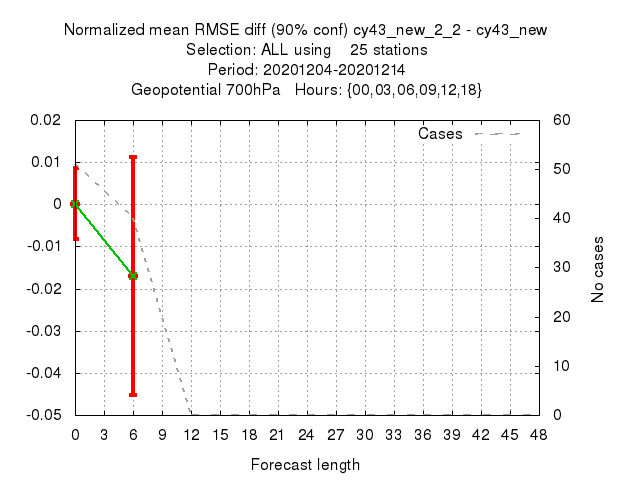 Normalized mean RMSE diff (90% conf) cy43_new_2_2 - cy43_new
Selection: ALL using    25 stations
Period: 20201204-20201214
Geopotential 700hPa   Hours: {00,03,06,09,12,18}
Cases
0.02
0.01
0
-0.01
-0.02
-0.03
-0.04
-0.05
60
50
40
30
20
10
0
No cases
0 3 6 9 12 15 18 21 24 27 30 33 36 39 42 45 48
Forecast length